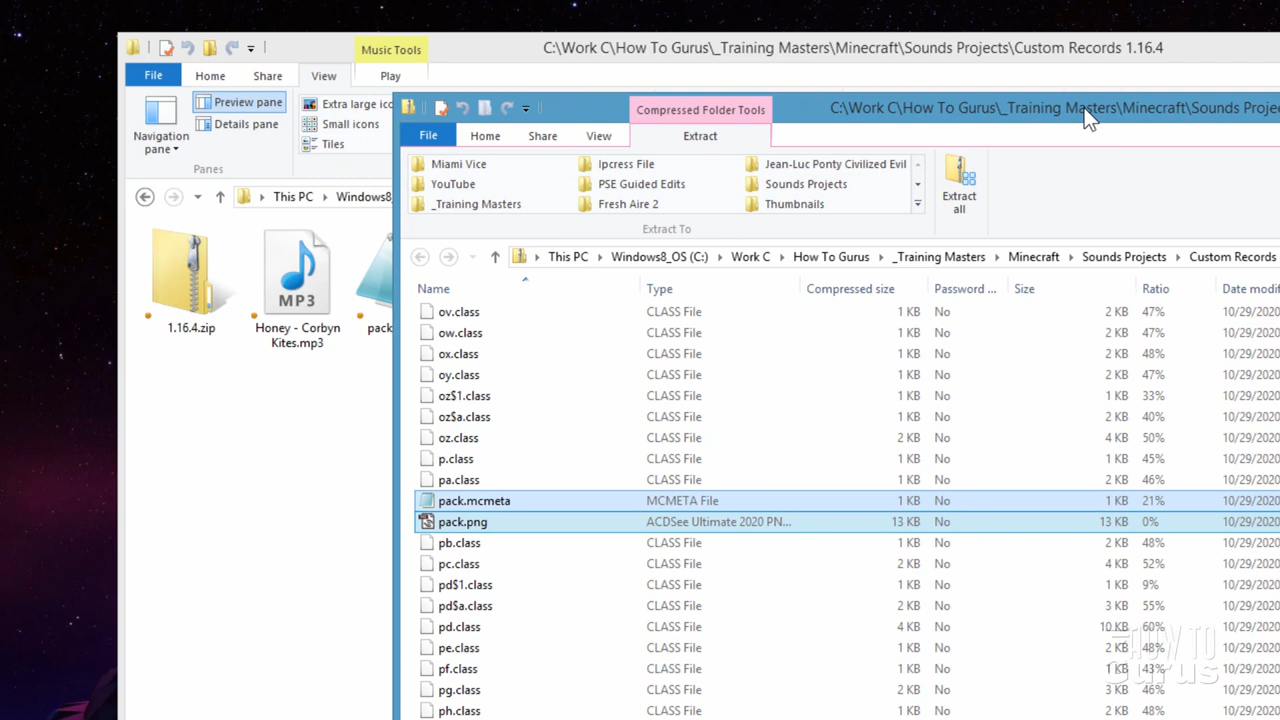 Music Tools
C:\Work C\How To Gurus\_Training Masters\Minecraft\Sounds Projects\Custom Records 1.16.4
File Home Share View Play
Navigation pane
Preview pane
Details pane
Panes
Extra large ico
Small icons
Tiles
This PC Windows8_
1.16.4.zip
Honey - Corbyn Kites.mp3
MP3
pack
Compressed Folder Tools
C:\Work C\How To Gurus\_Training Masters\Minecraft\Sounds Proje
File Home Share View Extract
Miami Vice Ipcress File Jean-Luc Ponty Civilized Evil
YouTube PSE Guided Edits Sounds Projects
_Training Masters Fresh Aire 2 Thumbnails
Extract To
Extract all
This PC Windows8_OS (C:) Work C How To Gurus _Training Masters Minecraft Sounds Projects Custom Records
Name Type Compressed size Password ... Size Ratio Date modif
ov.class CLASS File 1 KB No 2 KB 47% 10/29/2020
ow.class CLASS File 1 KB No 2 KB 47% 10/29/2020
ox.class CLASS File 1 KB No 1 KB 48% 10/29/2020
oy.class CLASS File 1 KB No 2 KB 47% 10/29/2020
oz$1.class CLASS File 1 KB No 1 KB 33% 10/29/2020
oz$a.class CLASS File 1 KB No 2 KB 40% 10/29/2020
oz.class CLASS File 2 KB No 4 KB 50% 10/29/2020
p.class CLASS File 1 KB No 1 KB 45% 10/29/2020
pa.class CLASS File 1 KB No 2 KB 46% 10/29/2020
pack.mcmeta MCMETA File 1 KB No 1 KB 21% 10/29/2020
pack.png ACDSee Ultimate 2020 PN... 13 KB No 13 KB 0% 10/29/2020
pb.class CLASS File 1 KB No 2 KB 48% 10/29/2020
pc.class CLASS File 2 KB No 4 KB 52% 10/29/2020
pd$1.class CLASS File 1 KB No 1 KB 9% 10/29/2020
pd$a.class CLASS File 2 KB No 3 KB 55% 10/29/2020
pd.class CLASS File 4 KB No 10 KB 60% 10/29/2020
pe.class CLASS File 1 KB No 2 KB 48% 10/29/2020
pf.class CLASS File 1 KB No 1 KB 43% 10/29/2020
pg.class CLASS File 2 KB No 3 KB 46% 10/29/2020
ph.class CLASS File 1 KB No 2 KB 48% 10/29/2020
HOW TO
Gurus